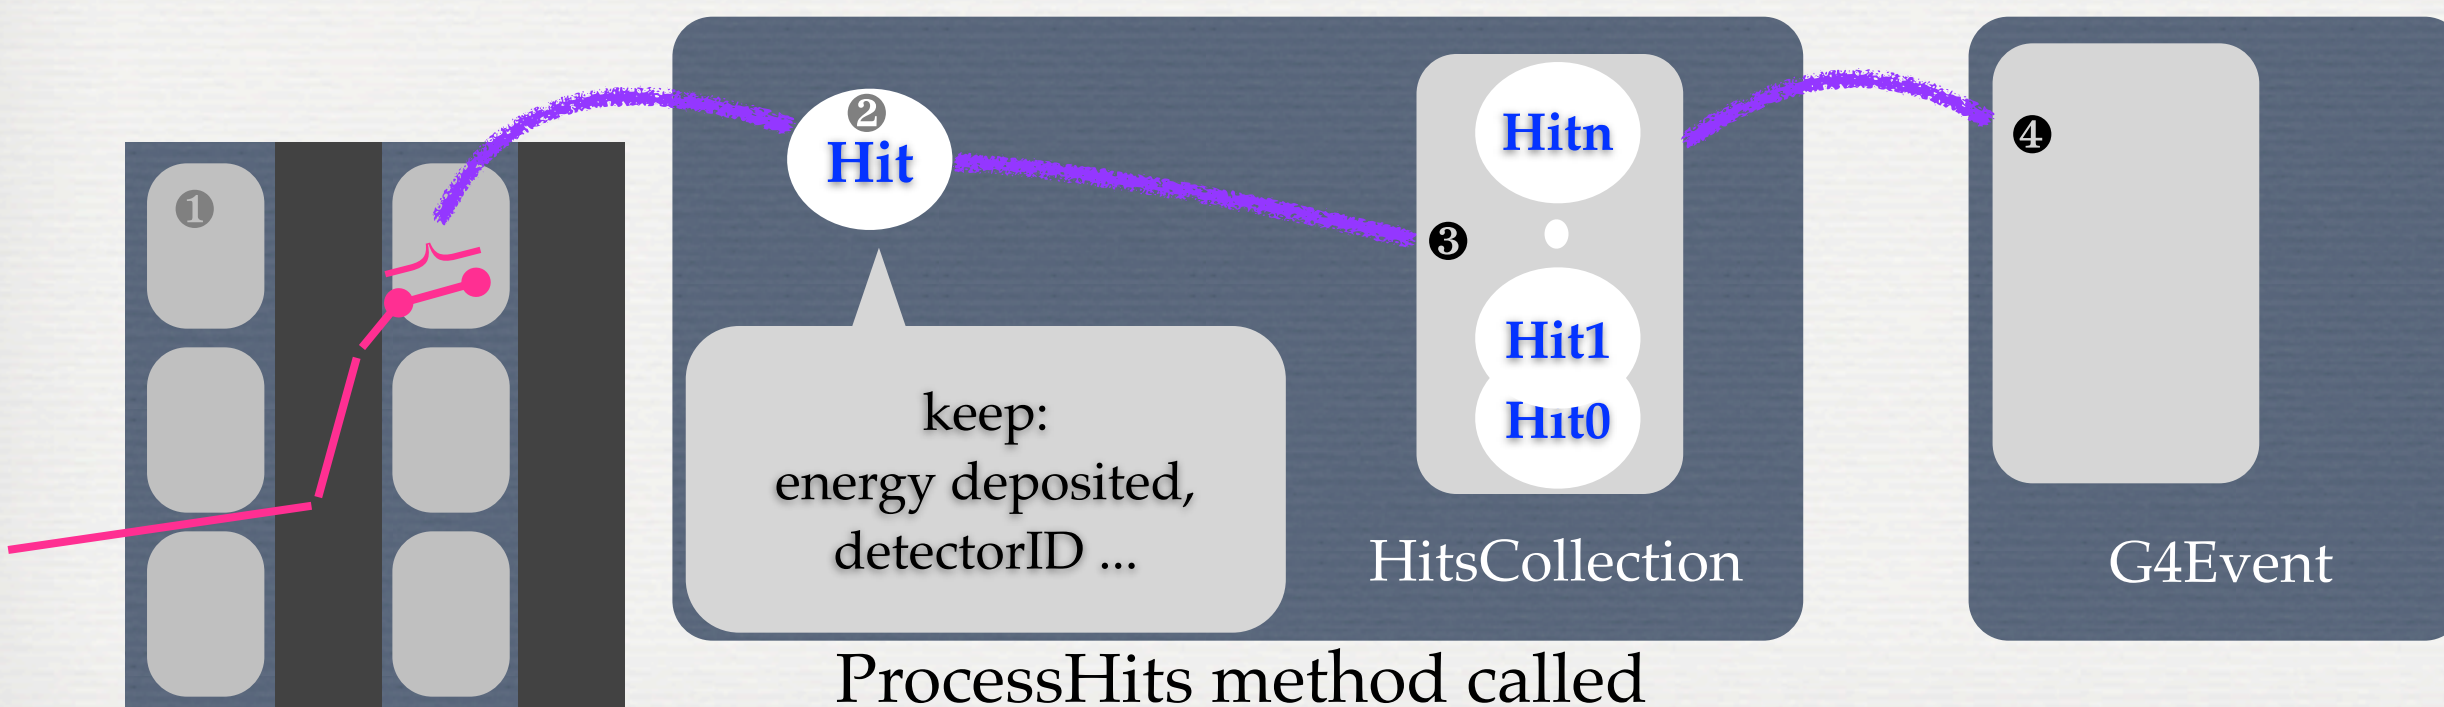 ❶
❷
Hit
keep:
energy deposited,
detectorID ...
❸
Hitn
Hit1
Hit0
HitsCollection
❹
G4Event
ProcessHits method called